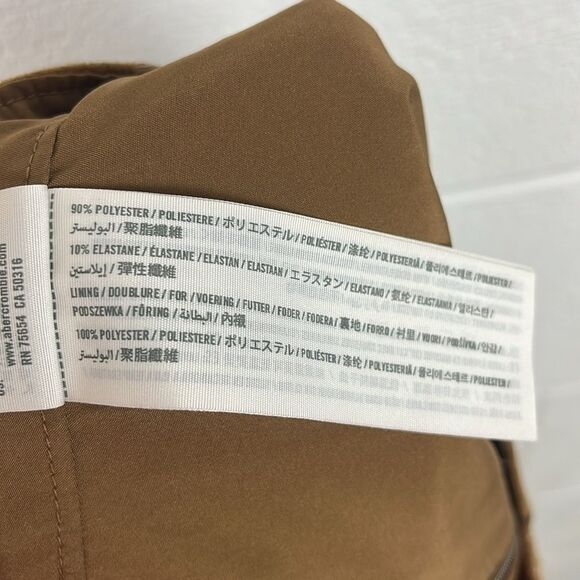 90% POLYESTER / POLIESTERE / ポリエステル / POLIÉSTER / 涤纶 / POLYESTERIÄ / 폴리에스테르 / POLIJESTER /
البوليستر / 聚脂纖維
10% ELASTANE / ÉLASTANE / ELASTAN / ELASTAAN / エラスタン / ELASTANO / 氨纶 / ELASTAANIA / 엘라스탄 /
إيلاستين / 彈性纖維
LINING / DOUBLURE / FOR / VOERING / FUTTER / FODER / FODERA / 裏地 / FORRO / 衬里 / VUORI / PODŠÍVKA / 안감 /
PODSZEWKA / FÔRING / البطانة / 內襯
100% POLYESTER / POLIESTERE / ポリエステル / POLIÉSTER / 涤纶 / POLYESTERIÄ / 폴리에스테르 / POLIJESTER /
البوليستر / 聚脂纖維
www.abercrombie.com
RN 75654 CA 50316